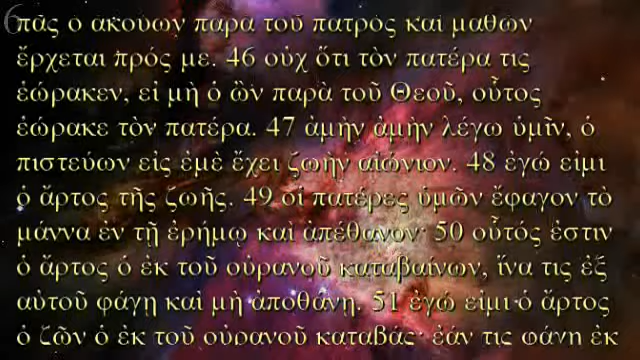 6
πᾶς ὁ ἀκούων παρὰ τοῦ πατρὸς καὶ μαθὼν
ἔρχεται πρός με. 46 οὐχ ὅτι τὸν πατέρα τις
ἑώρακεν, εἰ μὴ ὁ ὢν παρὰ τοῦ Θεοῦ, οὗτος
ἑώρακε τὸν πατέρα. 47 ἀμὴν ἀμὴν λέγω ὑμῖν, ὁ
πιστεύων εἰς ἐμὲ ἔχει ζωὴν αἰώνιον. 48 ἐγώ εἰμι
ὁ ἄρτος τῆς ζωῆς. 49 οἱ πατέρες ὑμῶν ἔφαγον τὸ
μάννα ἐν τῇ ἐρήμῳ καὶ ἀπέθανον· 50 οὗτός ἐστιν
ὁ ἄρτος ὁ ἐκ τοῦ οὐρανοῦ καταβαίνων, ἵνα τις ἐξ
αὐτοῦ φάγῃ καὶ μὴ ἀποθάνῃ. 51 ἐγώ εἰμι ὁ ἄρτος
ὁ ζῶν ὁ ἐκ τοῦ οὐρανοῦ καταβάς· ἐάν τις φάγῃ ἐκ